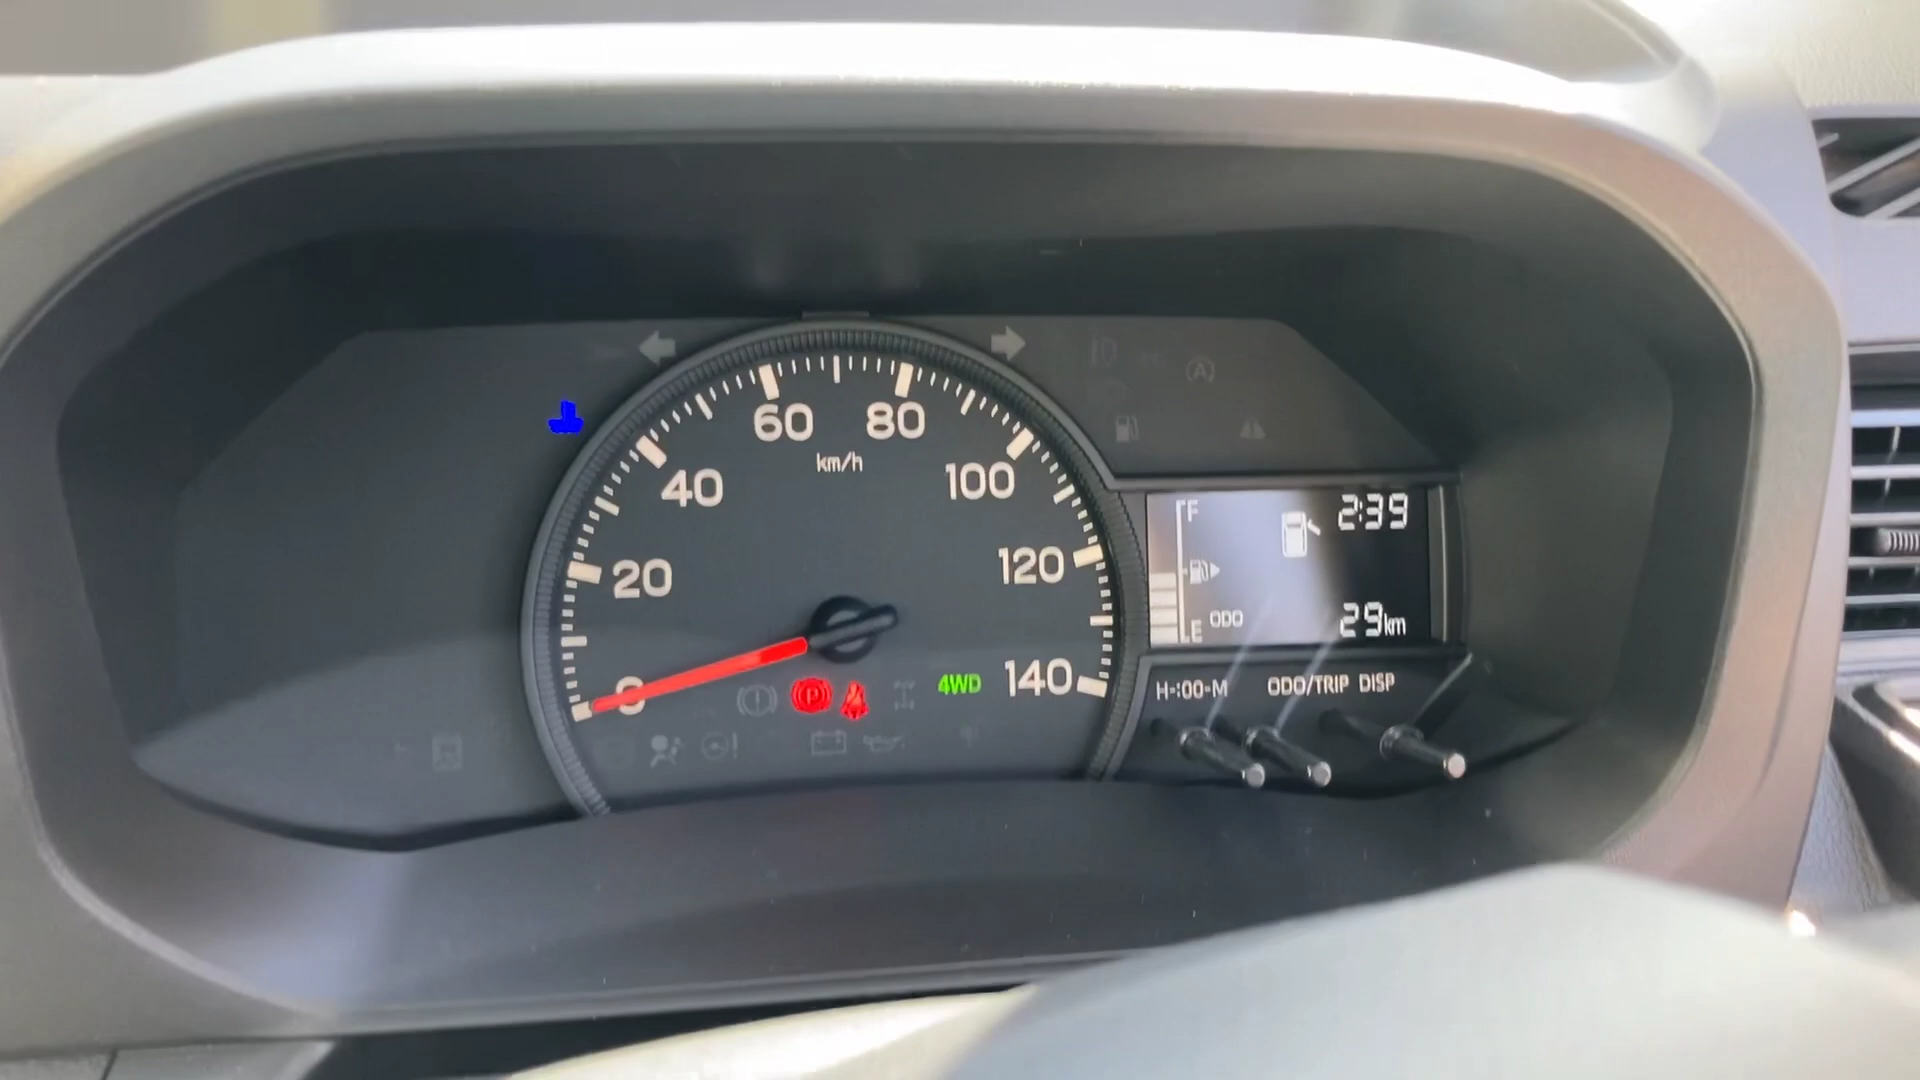 60 80
km/h
40 100
20 120
0 140
P 4WD
A
F 2:39
E ODO 29km
H-:00-M ODO/TRIP DISP